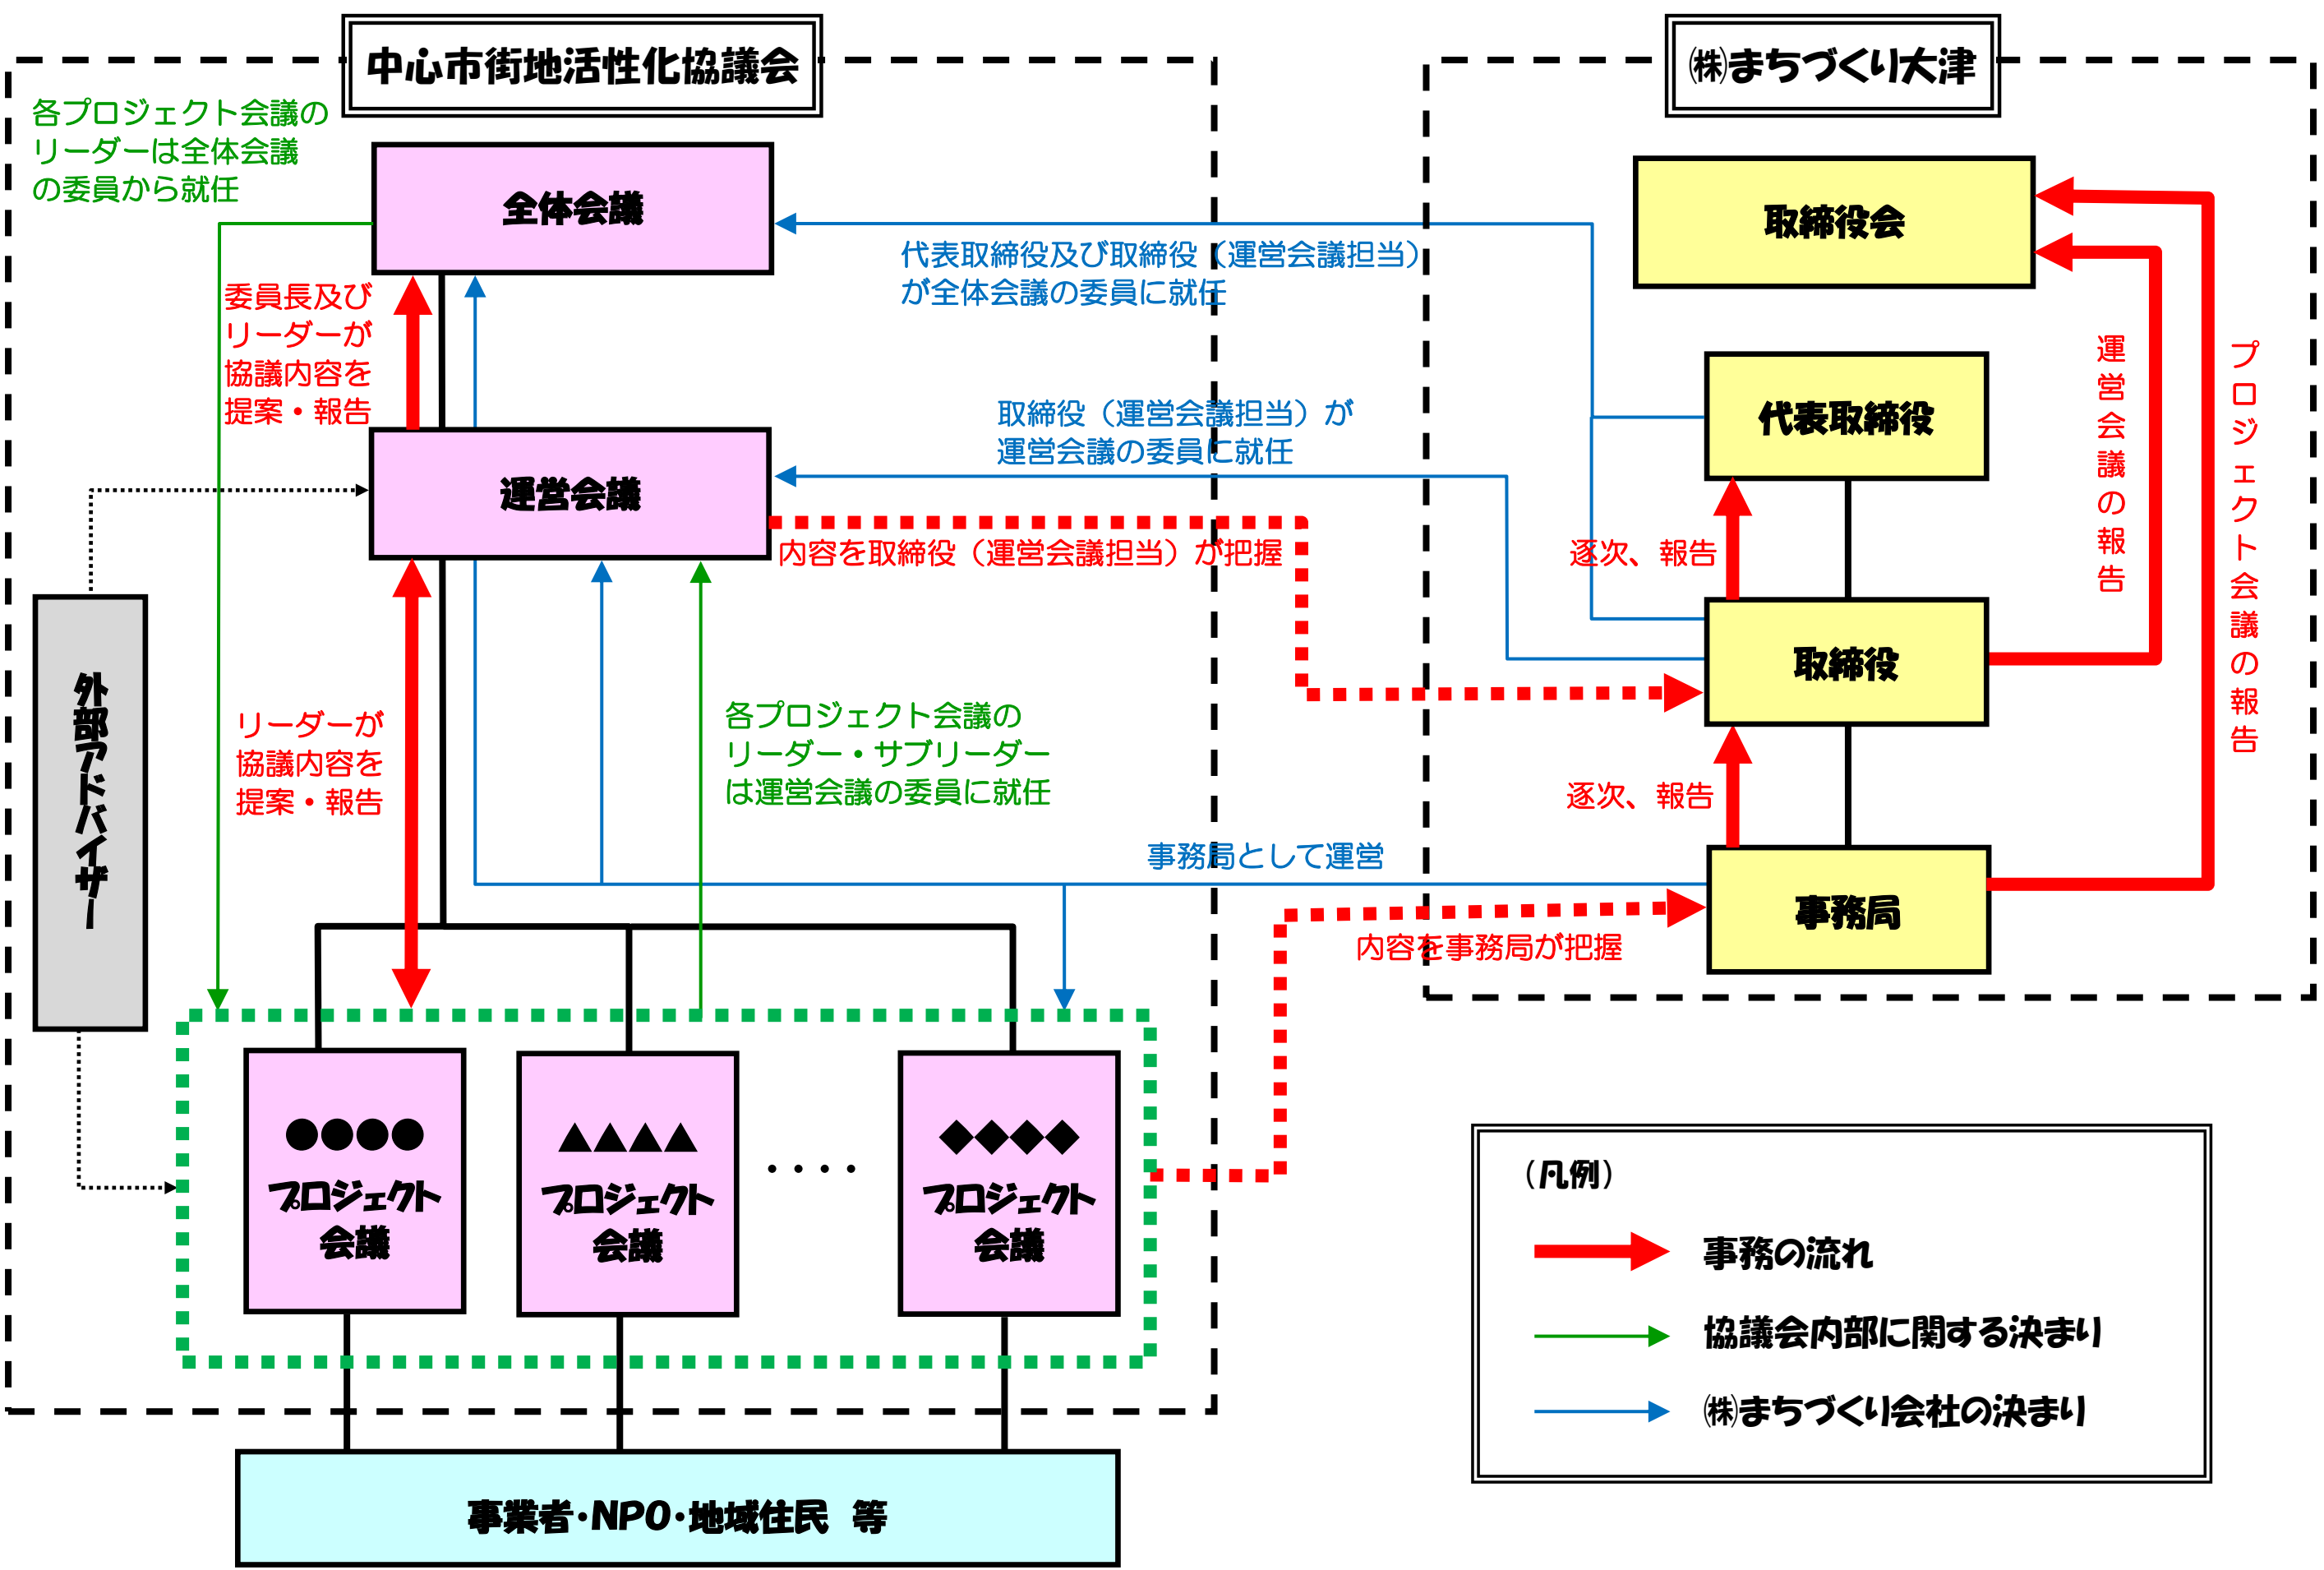 中心市街地活性化協議会
㈱まちづくり大津
各プロジェクト会議の
リーダーは全体会議
の委員から就任
全体会議
取締役会
代表取締役及び取締役（運営会議担当）
が全体会議の委員に就任
委員長及び
リーダーが
協議内容を
提案・報告
代表取締役
取締役（運営会議担当）が
運営会議の委員に就任
運営会議の報告
プロジェクト会議の報告
運営会議
内容を取締役（運営会議担当）が把握
逐次、報告
取締役
外部アドバイザー
リーダーが
協議内容を
提案・報告
各プロジェクト会議の
リーダー・サブリーダー
は運営会議の委員に就任
逐次、報告
事務局として運営
事務局
内容を事務局が把握
●●●●
プロジェクト
会議
▲▲▲▲
プロジェクト
会議
・・・・
◆◆◆◆
プロジェクト
会議
（凡例）
事務の流れ
協議会内部に関する決まり
㈱まちづくり会社の決まり
事業者・NPO・地域住民　等